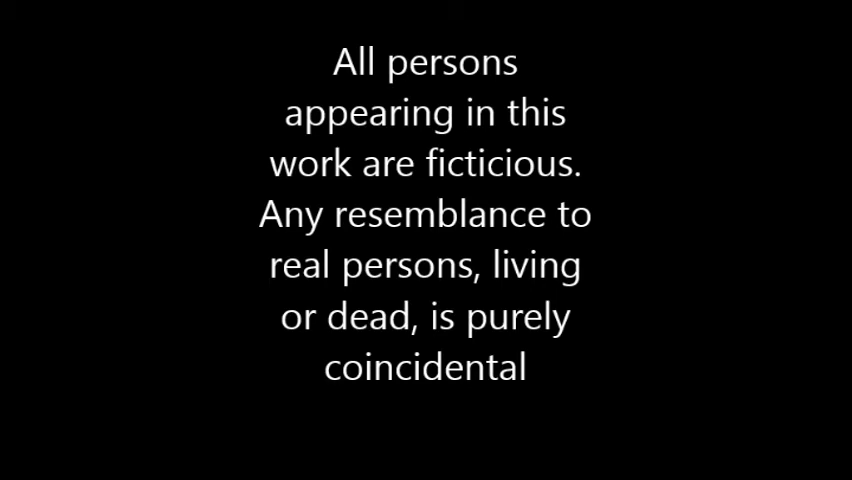 All persons
appearing in this
work are ficticious.
Any resemblance to
real persons, living
or dead, is purely
coincidental